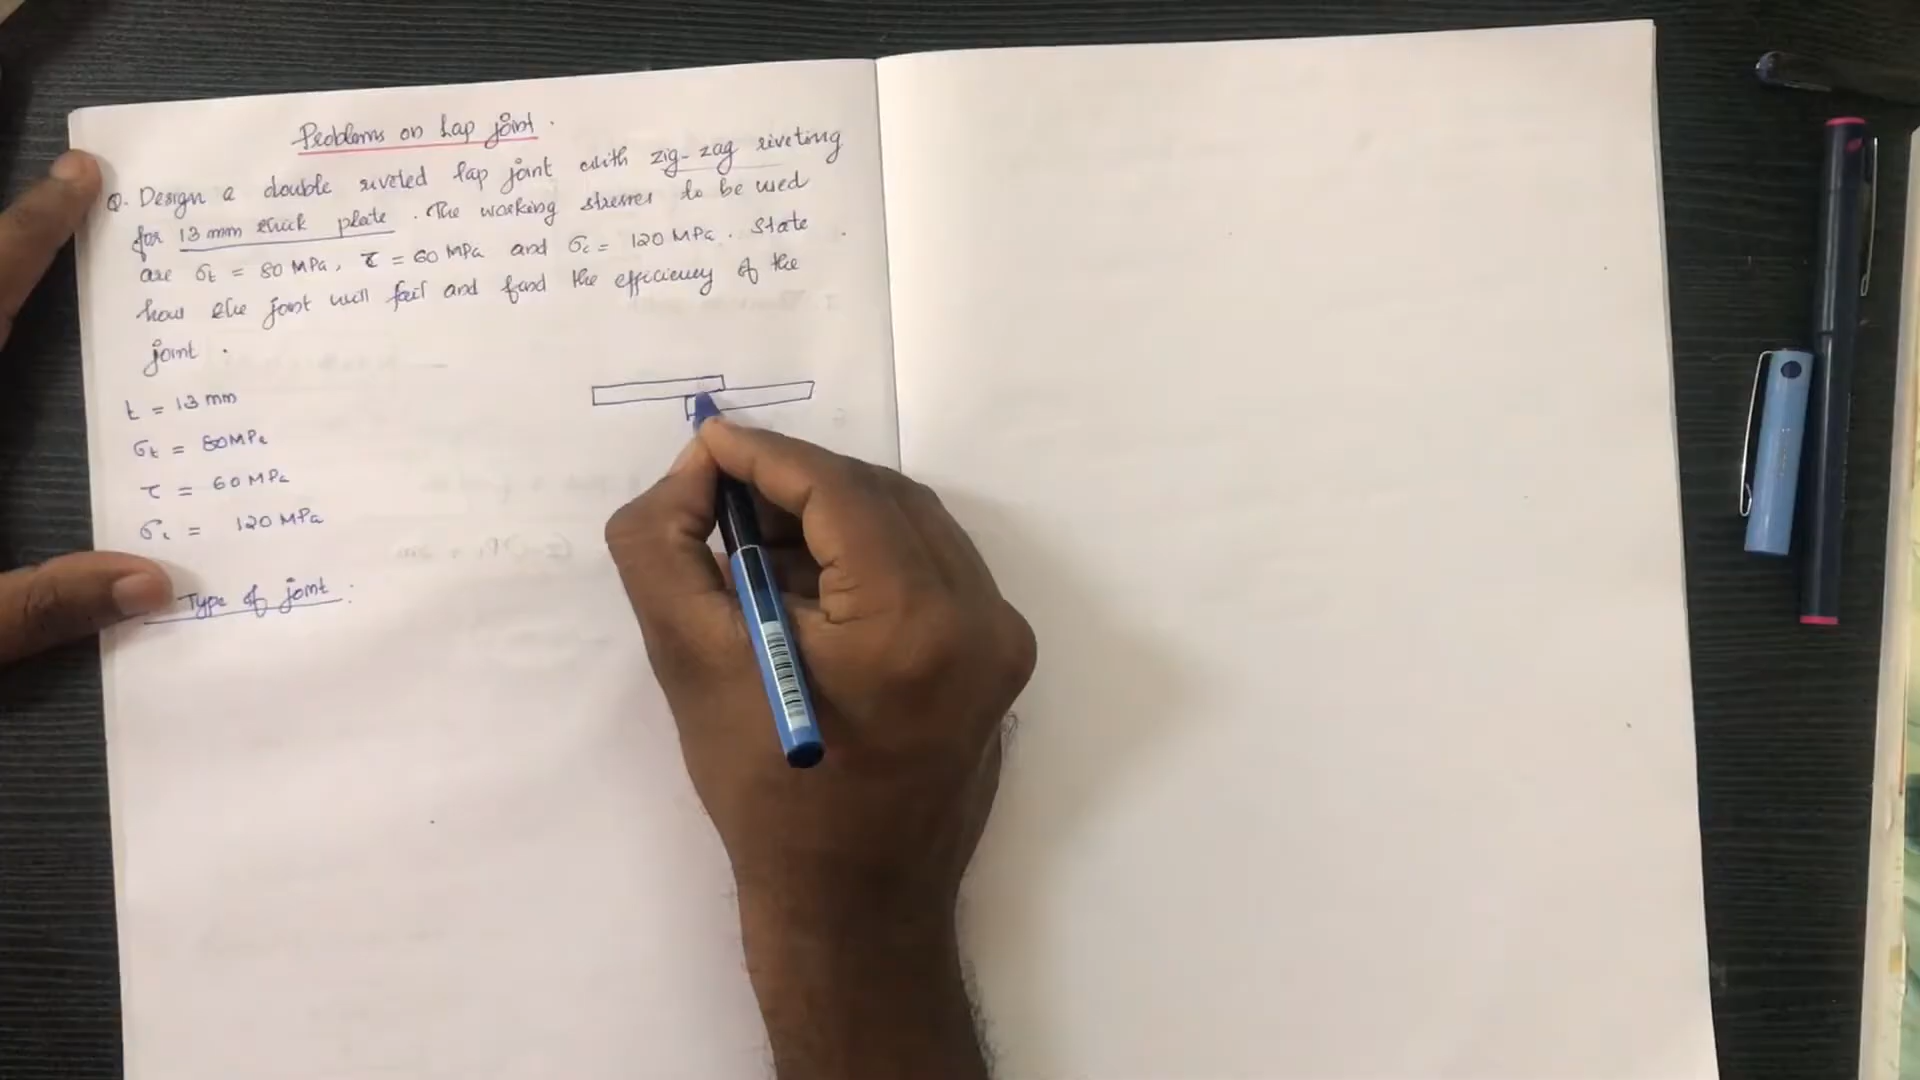 Problems on Lap joint.
Q. Design a double riveted lap joint with zig-zag riveting
for 13 mm thick plate. The working stresses to be used
are σt = 80 MPa, τ = 60 MPa and σc = 120 MPa. State
how the joint will fail and find the efficiency of the
joint.
t = 13 mm
σt = 80MPa
τ = 60 MPa
σc = 120 MPa
Type of joint :